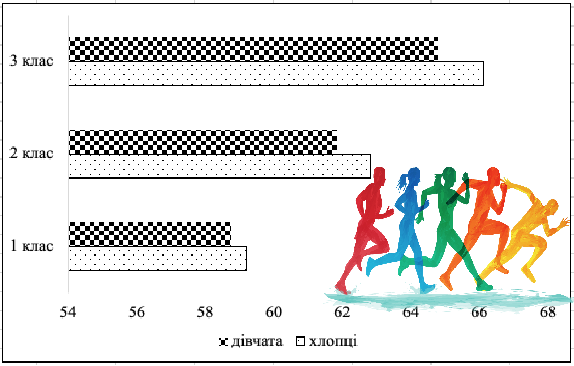 3 клас
2 клас
1 клас
54 56 58 60 62 64 66 68
дівчата хлопці